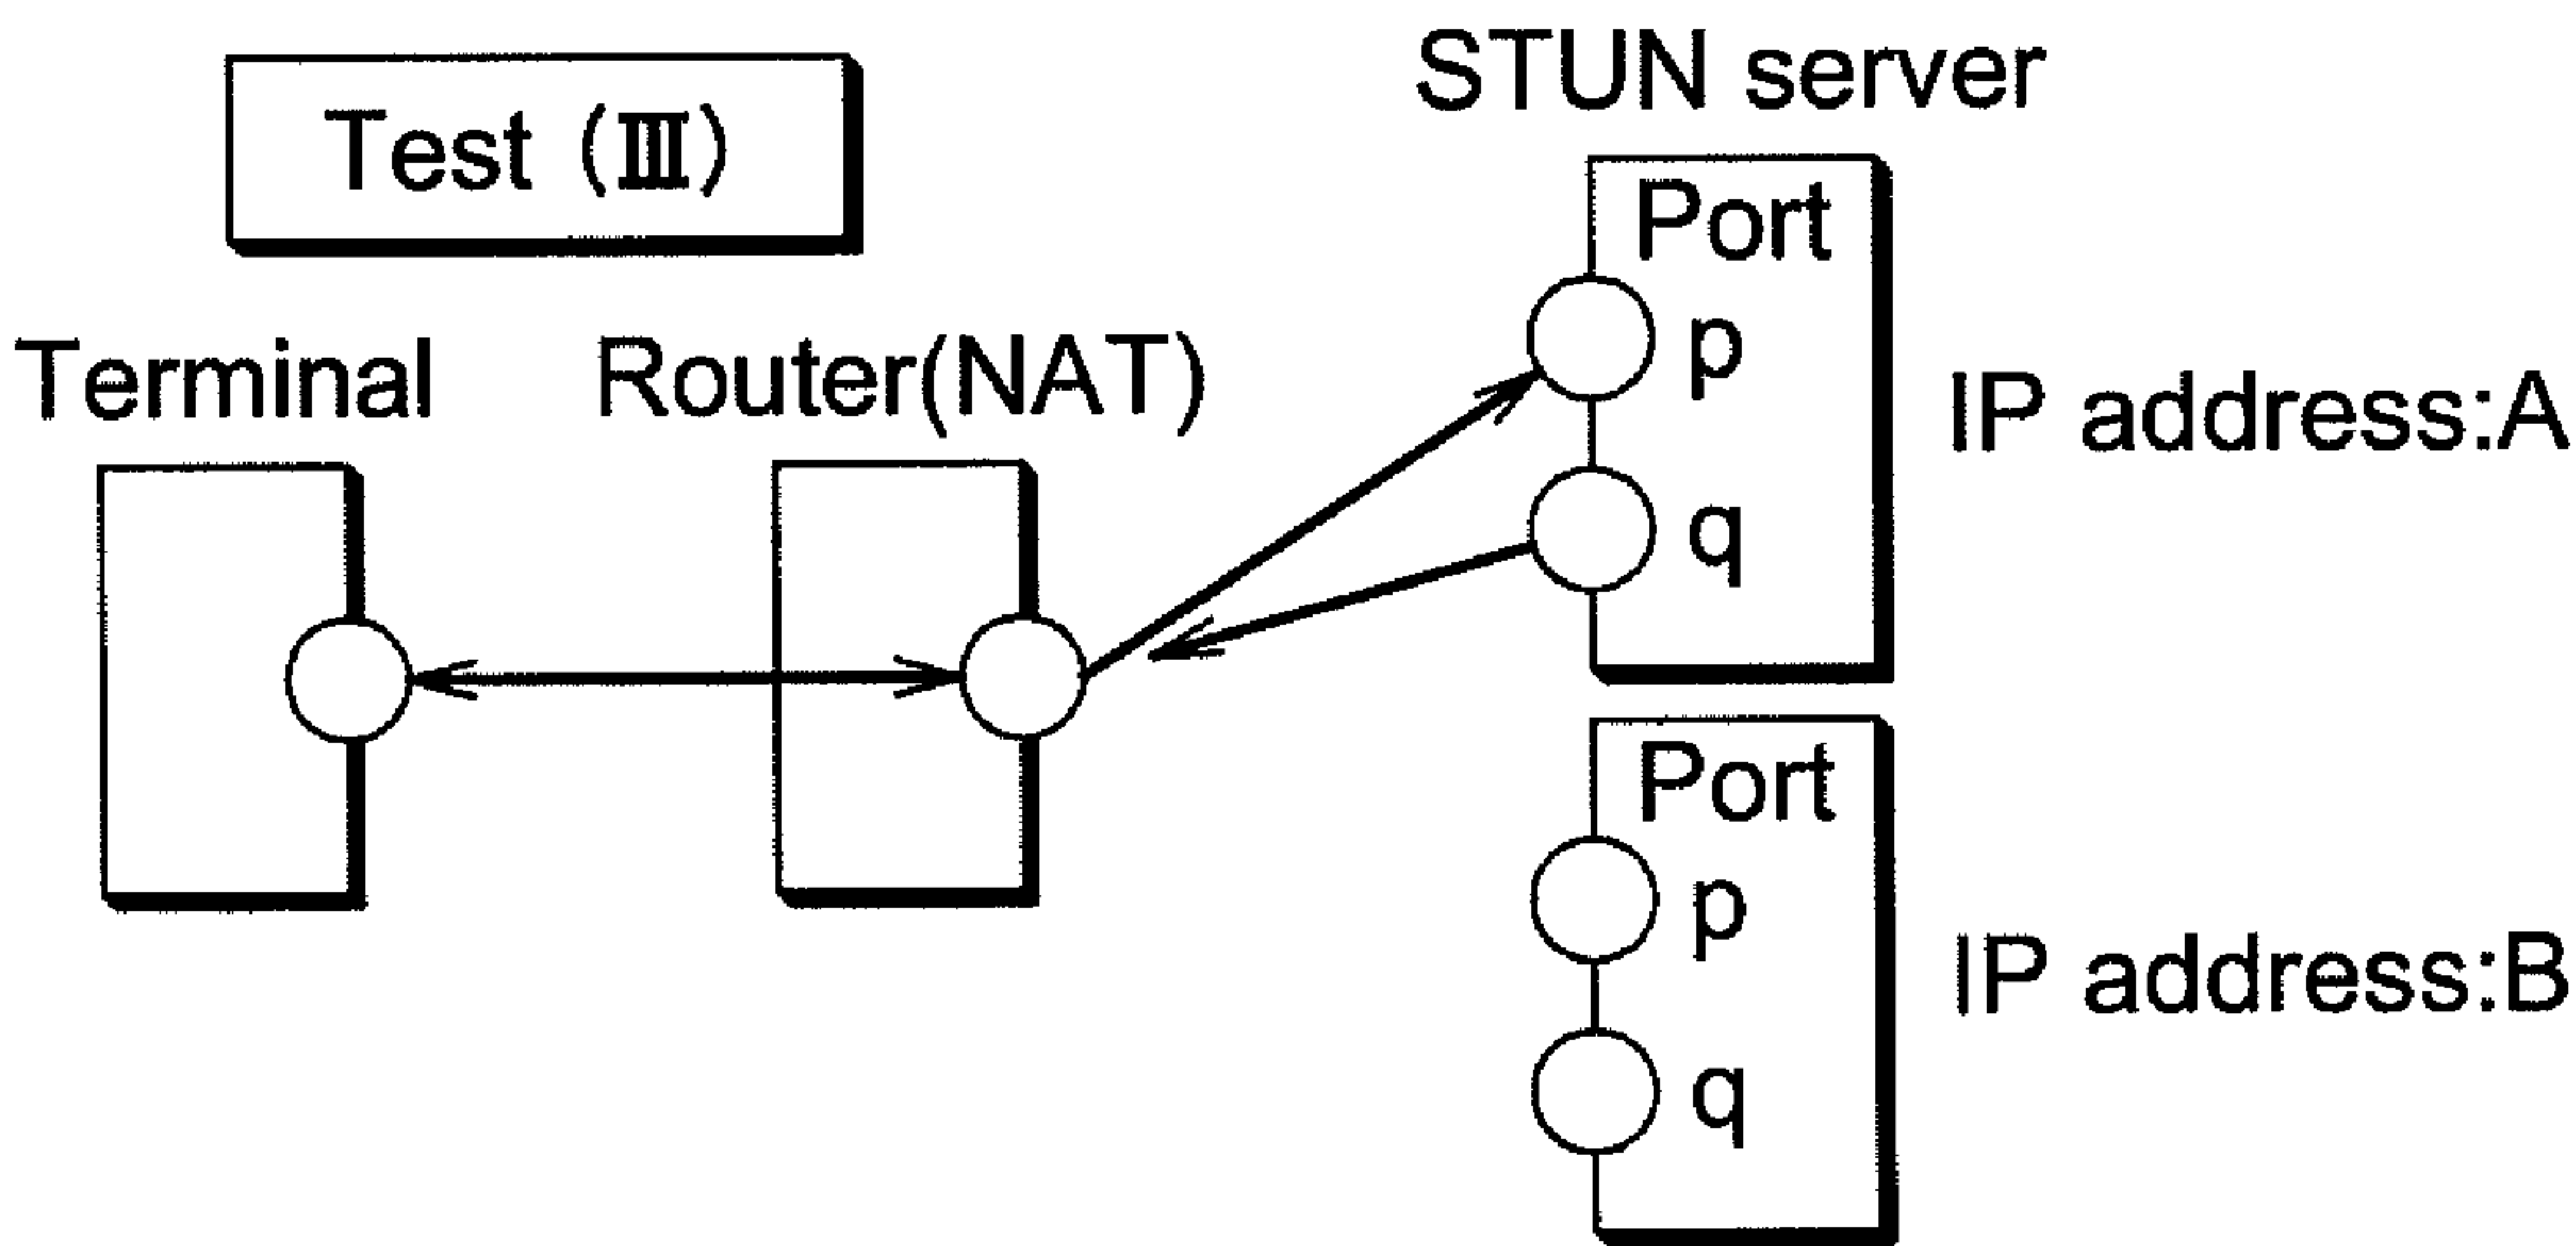 Test (Ⅲ)
STUN server
Terminal
Router(NAT)
Port
p
q
IP address:A
Port
p
q
IP address:B